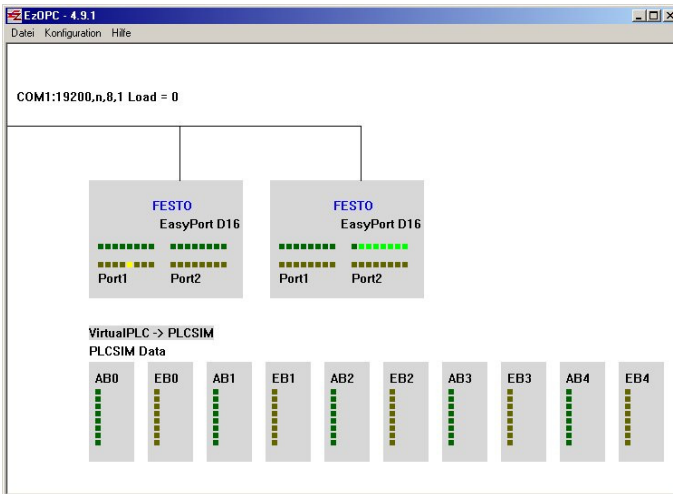 EzOPC - 4.9.1
Datei Konfiguration Hilfe
COM1:19200,n,8,1 Load = 0
FESTO
EasyPort D16
Port1 Port2
FESTO
EasyPort D16
Port1 Port2
VirtualPLC -> PLCSIM
PLCSIM Data
AB0 EB0 AB1 EB1 AB2 EB2 AB3 EB3 AB4 EB4